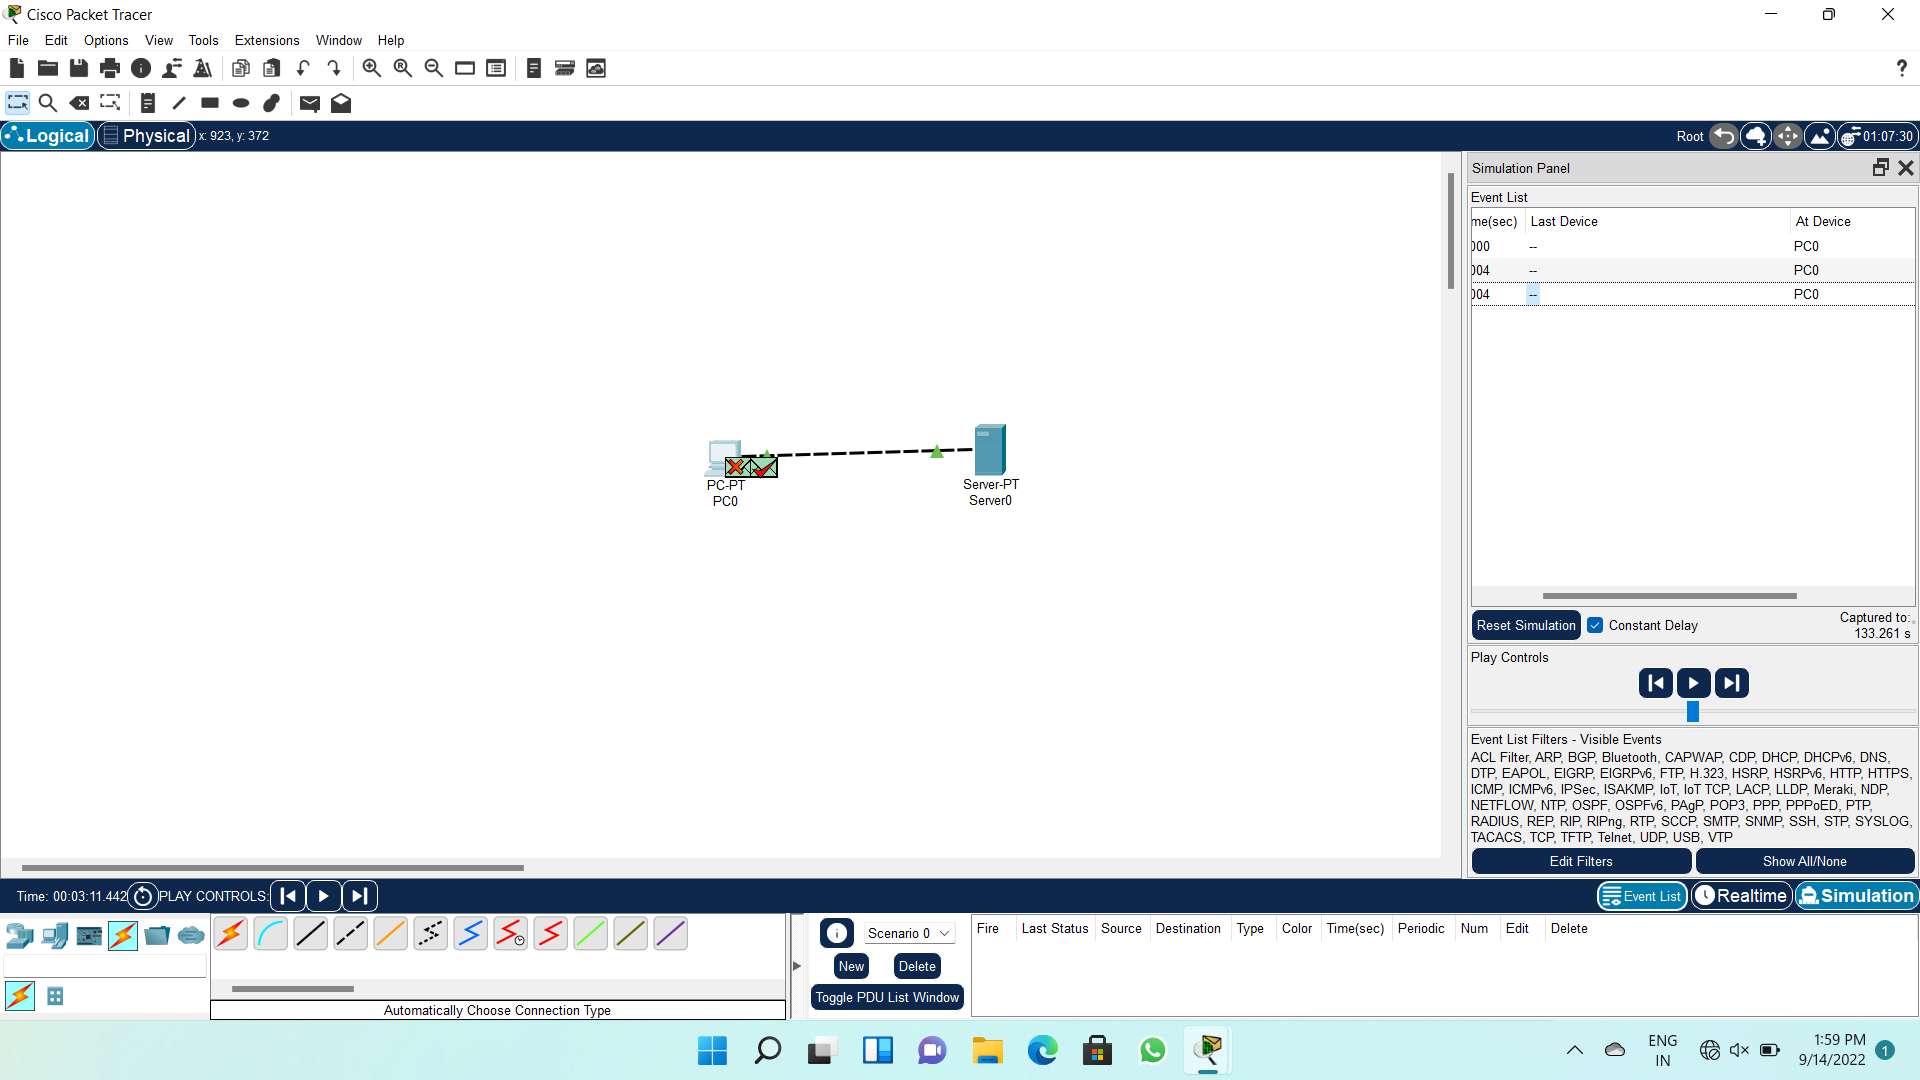 Cisco Packet Tracer
File Edit Options View Tools Extensions Window Help
?
Logical Physical x: 923, y: 372 Root 01:07:30
Simulation Panel
Event List
me(sec) Last Device At Device
000 -- PC0
004 -- PC0
004 -- PC0
PC-PT
PC0
Server-PT
Server0
Reset Simulation Constant Delay Captured to:
133.261 s
Play Controls
Event List Filters - Visible Events
ACL Filter, ARP, BGP, Bluetooth, CAPWAP, CDP, DHCP, DHCPv6, DNS,
DTP, EAPOL, EIGRP, EIGRPv6, FTP, H.323, HSRP, HSRPv6, HTTP, HTTPS,
ICMP, ICMPv6, IPSec, ISAKMP, IoT, IoT TCP, LACP, LLDP, Meraki, NDP,
NETFLOW, NTP, OSPF, OSPFv6, PAgP, POP3, PPP, PPPoED, PTP,
RADIUS, REP, RIP, RIPng, RTP, SCCP, SMTP, SNMP, SSH, STP, SYSLOG,
TACACS, TCP, TFTP, Telnet, UDP, USB, VTP
Edit Filters Show All/None
Time: 00:03:11.442 PLAY CONTROLS: Event List Realtime Simulation
Scenario 0
New Delete
Toggle PDU List Window
Fire Last Status Source Destination Type Color Time(sec) Periodic Num Edit Delete
Automatically Choose Connection Type
ENG
IN
1:59 PM
9/14/2022
1